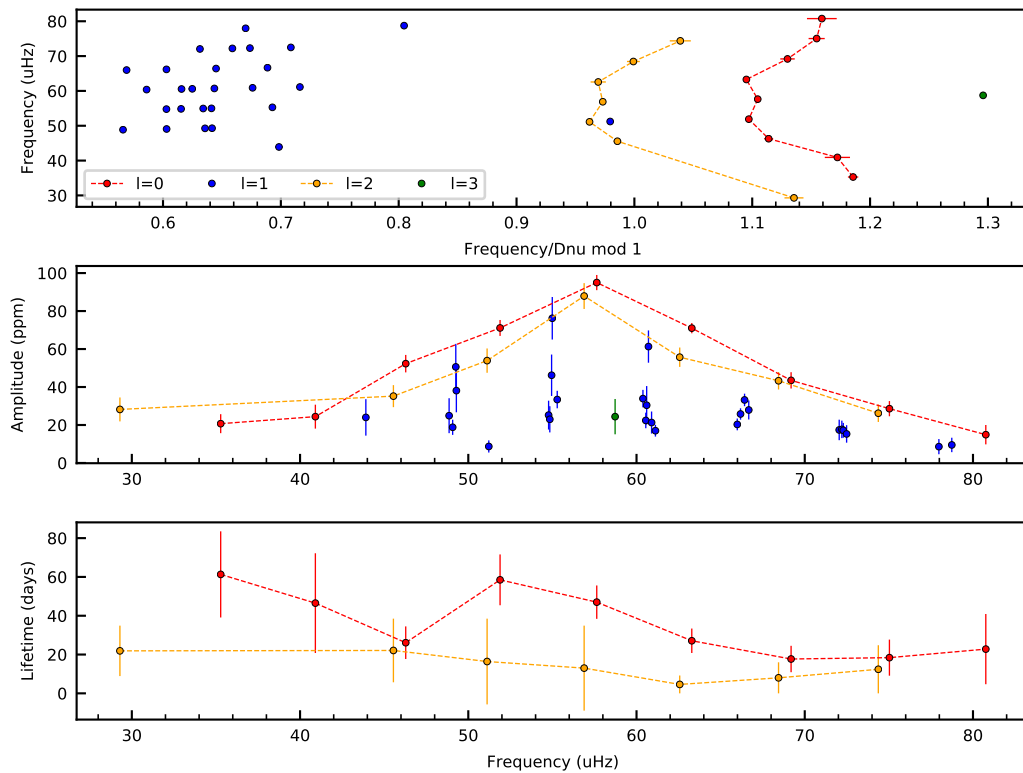 80
70
60
50
40
30
Frequency (uHz)
l=0 l=1 l=2 l=3
0.6 0.7 0.8 0.9 1.0 1.1 1.2 1.3
Frequency/Dnu mod 1
100
80
60
40
20
0
Amplitude (ppm)
30 40 50 60 70 80
80
60
40
20
0
Lifetime (days)
30 40 50 60 70 80
Frequency (uHz)